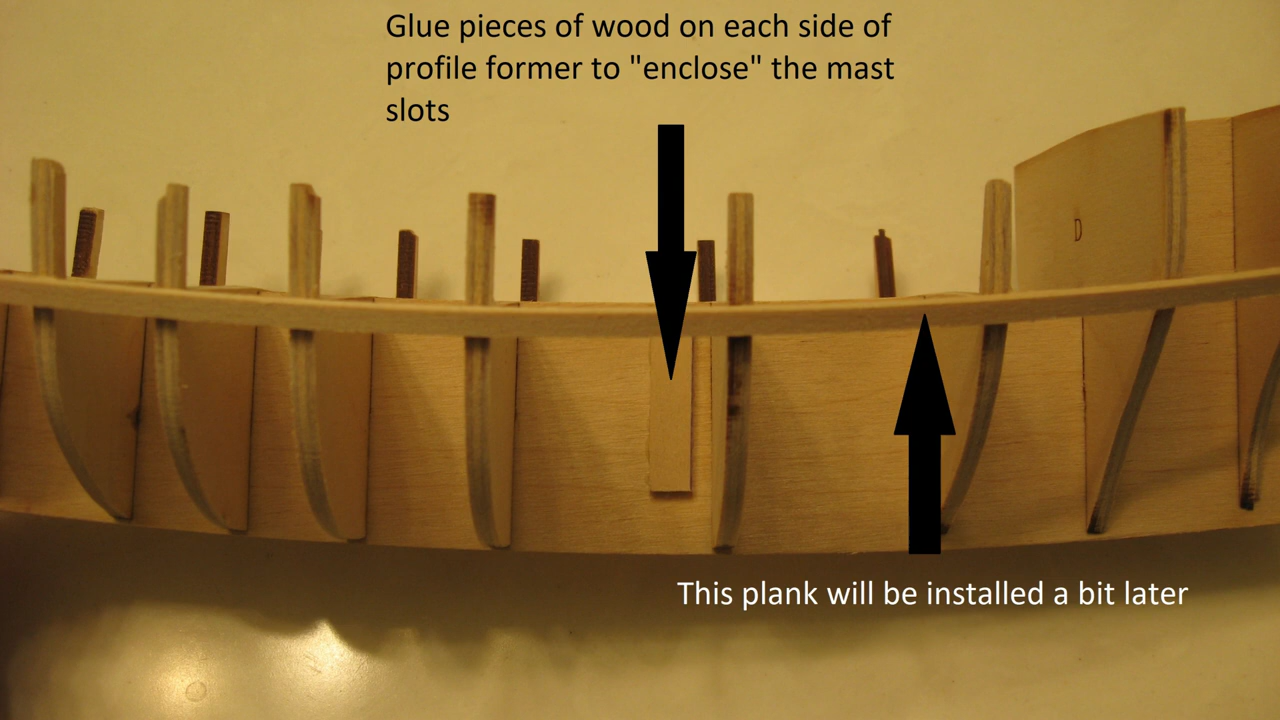 Glue pieces of wood on each side of
profile former to "enclose" the mast
slots
D
This plank will be installed a bit later